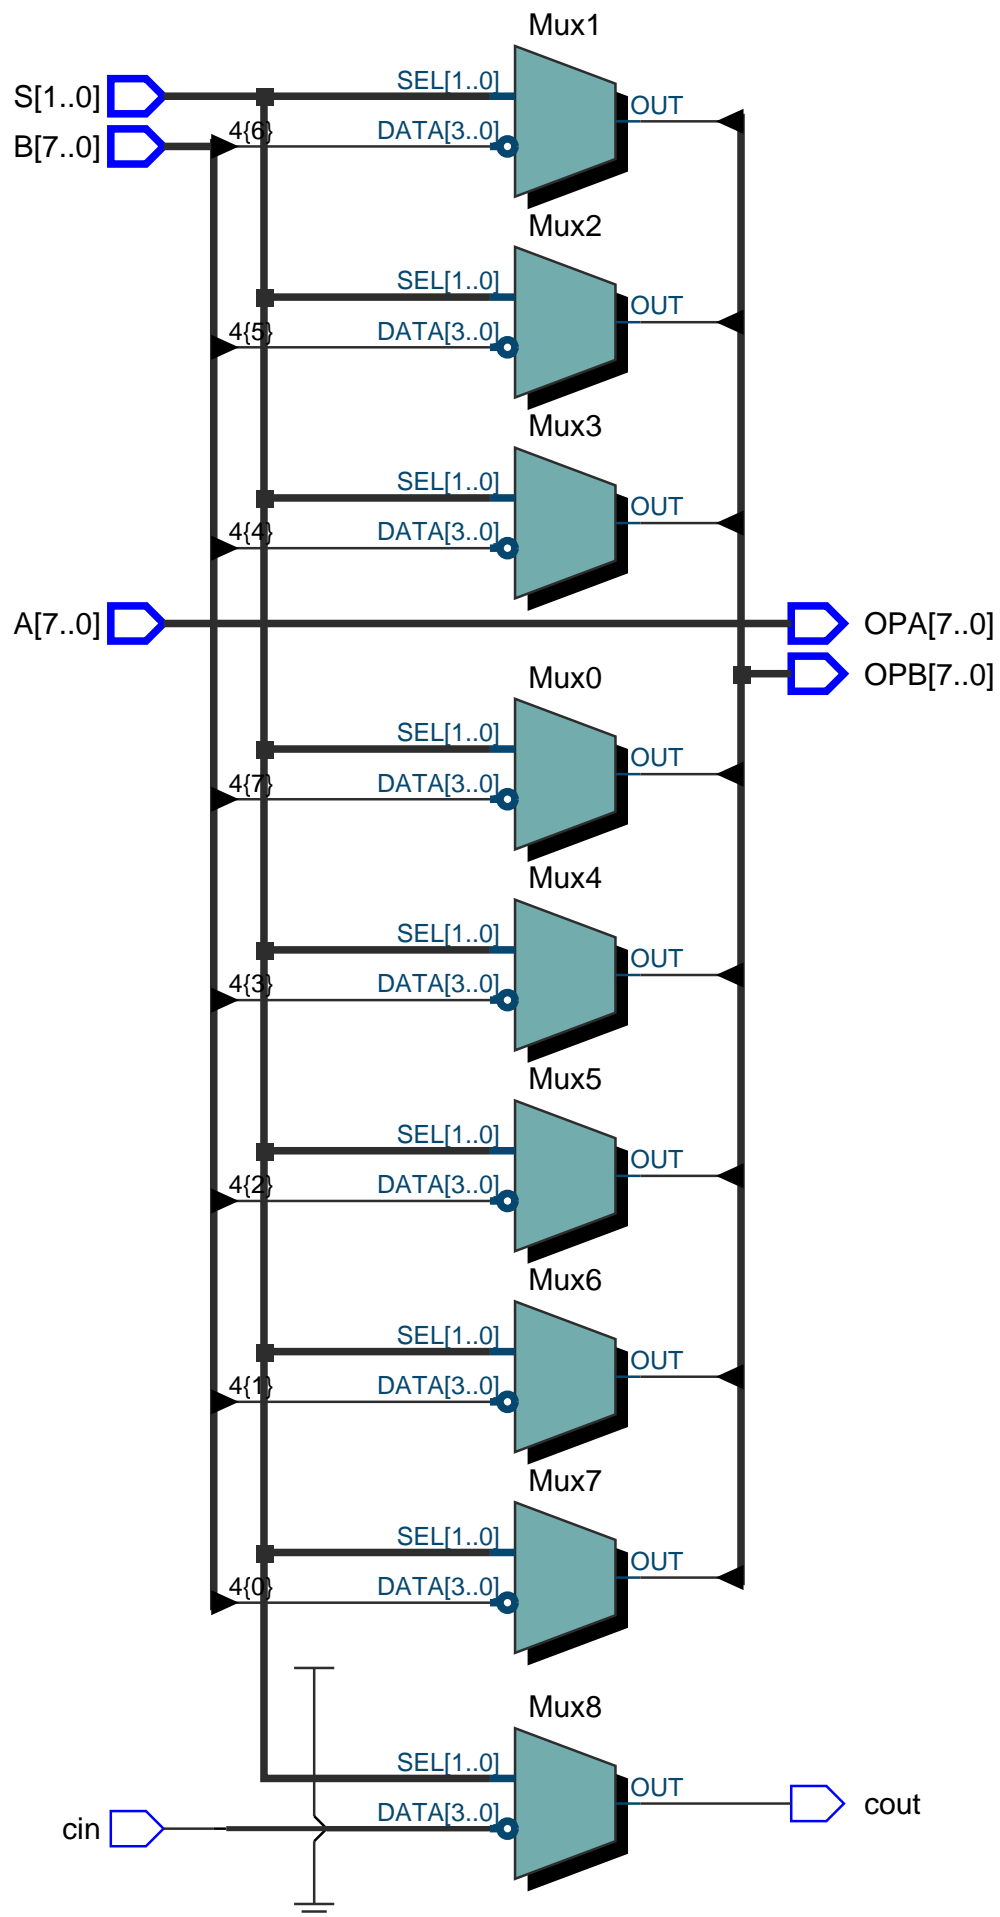 Mux1
S[1..0] SEL[1..0] OUT
B[7..0] 4{6} DATA[3..0]
Mux2
SEL[1..0] OUT
4{5} DATA[3..0]
Mux3
SEL[1..0] OUT
4{4} DATA[3..0]
A[7..0] OPA[7..0]
OPB[7..0]
Mux0
SEL[1..0] OUT
4{7} DATA[3..0]
Mux4
SEL[1..0] OUT
4{3} DATA[3..0]
Mux5
SEL[1..0] OUT
4{2} DATA[3..0]
Mux6
SEL[1..0] OUT
4{1} DATA[3..0]
Mux7
SEL[1..0] OUT
4{0} DATA[3..0]
Mux8
SEL[1..0] OUT
cout
cin DATA[3..0]